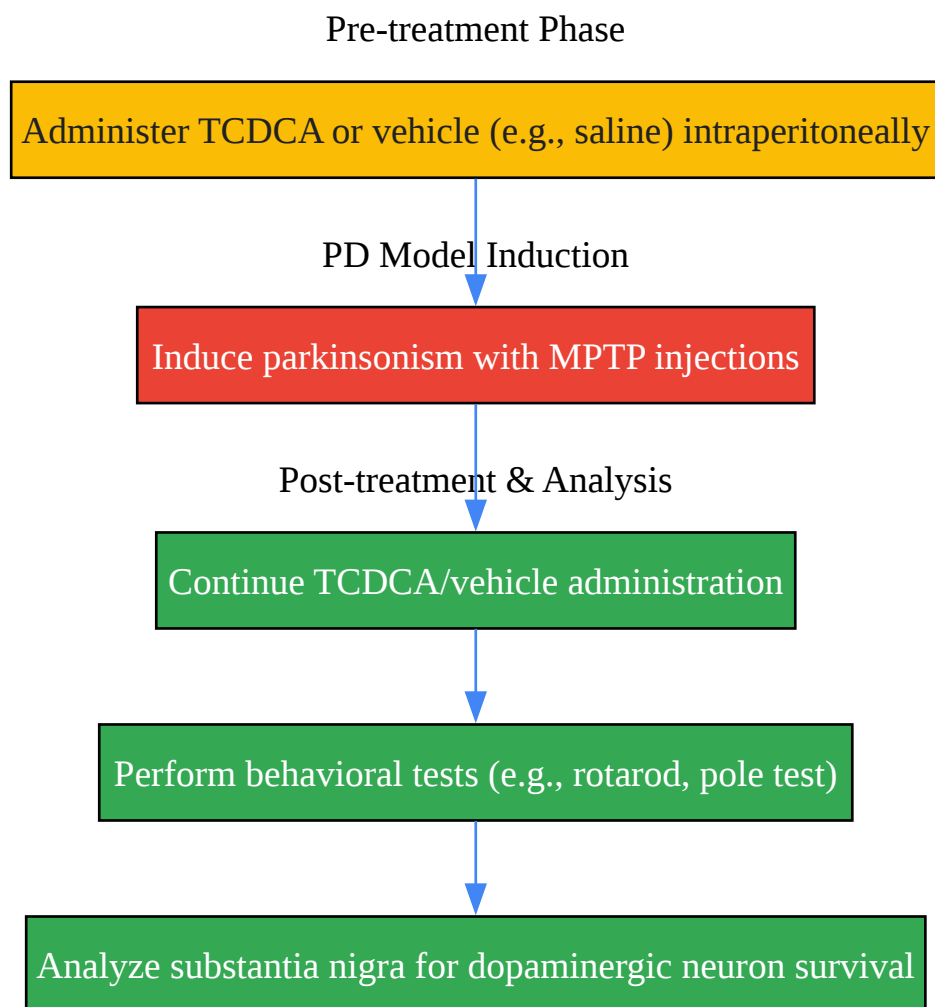 Pre-treatment Phase
Administer TCDCA or vehicle (e.g., saline) intraperitoneally
PD Model Induction
Induce parkinsonism with MPTP injections
Post-treatment & Analysis
Continue TCDCA/vehicle administration
Perform behavioral tests (e.g., rotarod, pole test)
Analyze substantia nigra for dopaminergic neuron survival